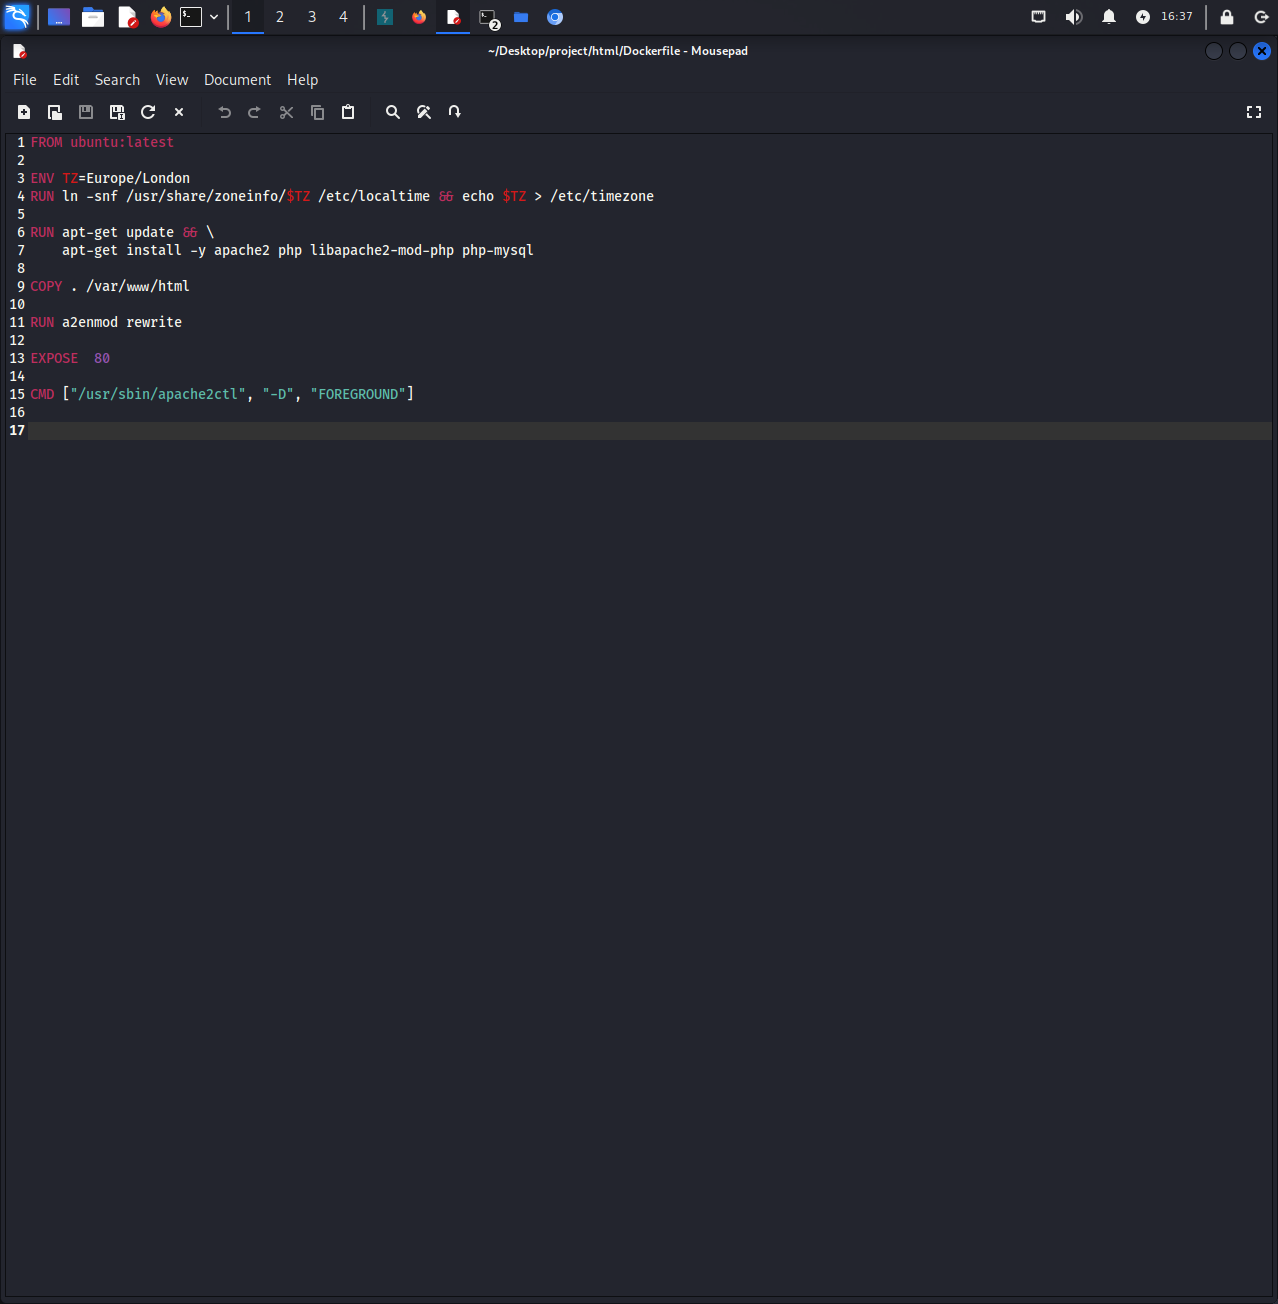 1 2 3 4 2 16:37
~/Desktop/project/html/Dockerfile - Mousepad
File Edit Search View Document Help
1 FROM ubuntu:latest
2
3 ENV TZ=Europe/London
4 RUN ln -snf /usr/share/zoneinfo/$TZ /etc/localtime && echo $TZ > /etc/timezone
5
6 RUN apt-get update && \
7     apt-get install -y apache2 php libapache2-mod-php php-mysql
8
9 COPY . /var/www/html
10
11 RUN a2enmod rewrite
12
13 EXPOSE  80
14
15 CMD ["/usr/sbin/apache2ctl", "-D", "FOREGROUND"]
16
17